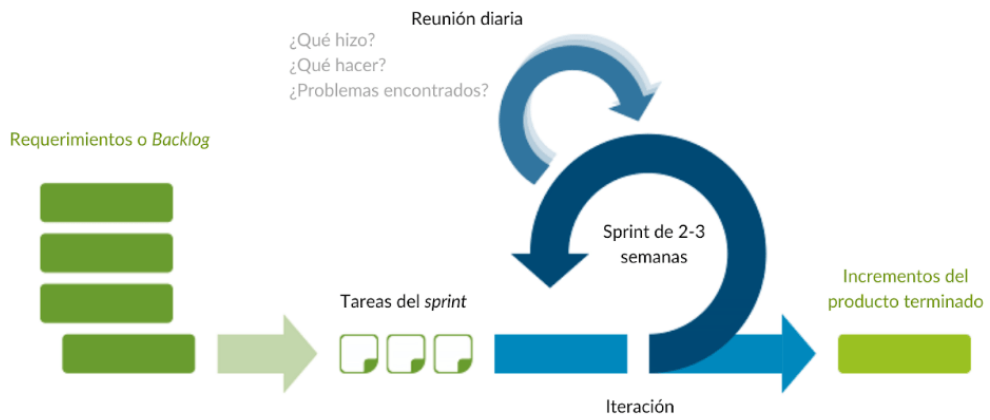 Reunión diaria
¿Qué hizo?
¿Qué hacer?
¿Problemas encontrados?
Requerimientos o Backlog
Sprint de 2-3
semanas
Tareas del sprint
Incrementos del
producto terminado
Iteración